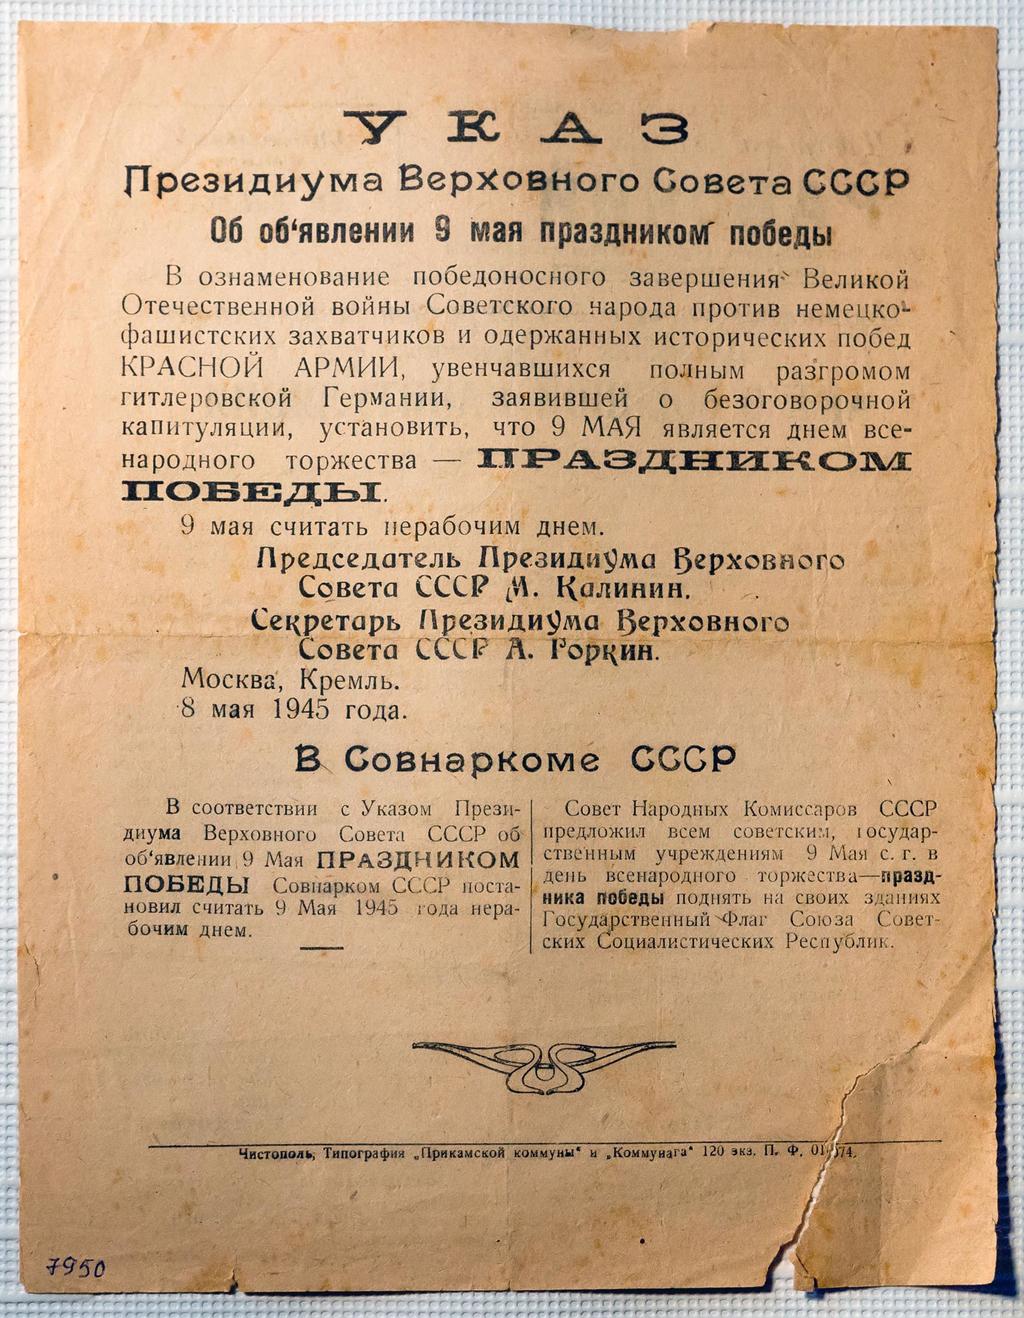 УКАЗ
Президиума Верховного Совета СССР
Об об‘явлении 9 мая праздником победы
В ознаменование победоносного завершения Великой
Отечественной войны Советского народа против немецко-
фашистских захватчиков и одержанных исторических побед
КРАСНОЙ АРМИИ, увенчавшихся полным разгромом
гитлеровской Германии, заявившей о безоговорочной
капитуляции, установить, что 9 МАЯ является днем все-
народного торжества — ПРАЗДНИКОМ
ПОБЕДЫ.
9 мая считать нерабочим днем.
Председатель Президиума Верховного
Совета СССР М. Калинин.
Секретарь Президиума Верховного
Совета СССР А. Горкин.
Москва, Кремль.
8 мая 1945 года.
В Совнаркоме СССР
В соответствии с Указом Прези-
диума Верховного Совета СССР об
об‘явлении 9 Мая ПРАЗДНИКОМ
ПОБЕДЫ Совнарком СССР поста-
новил считать 9 Мая 1945 года нера-
бочим днем.
Совет Народных Комиссаров СССР
предложил всем советским, государ-
ственным учреждениям 9 Мая с. г. в
день всенародного торжества—празд-
ника победы поднять на своих зданиях
Государственный Флаг Союза Совет-
ских Социалистических Республик.
Чистополь, Типография „Прикамской коммуны“ и „Коммунага“ 120 экз. П. Ф.
7950